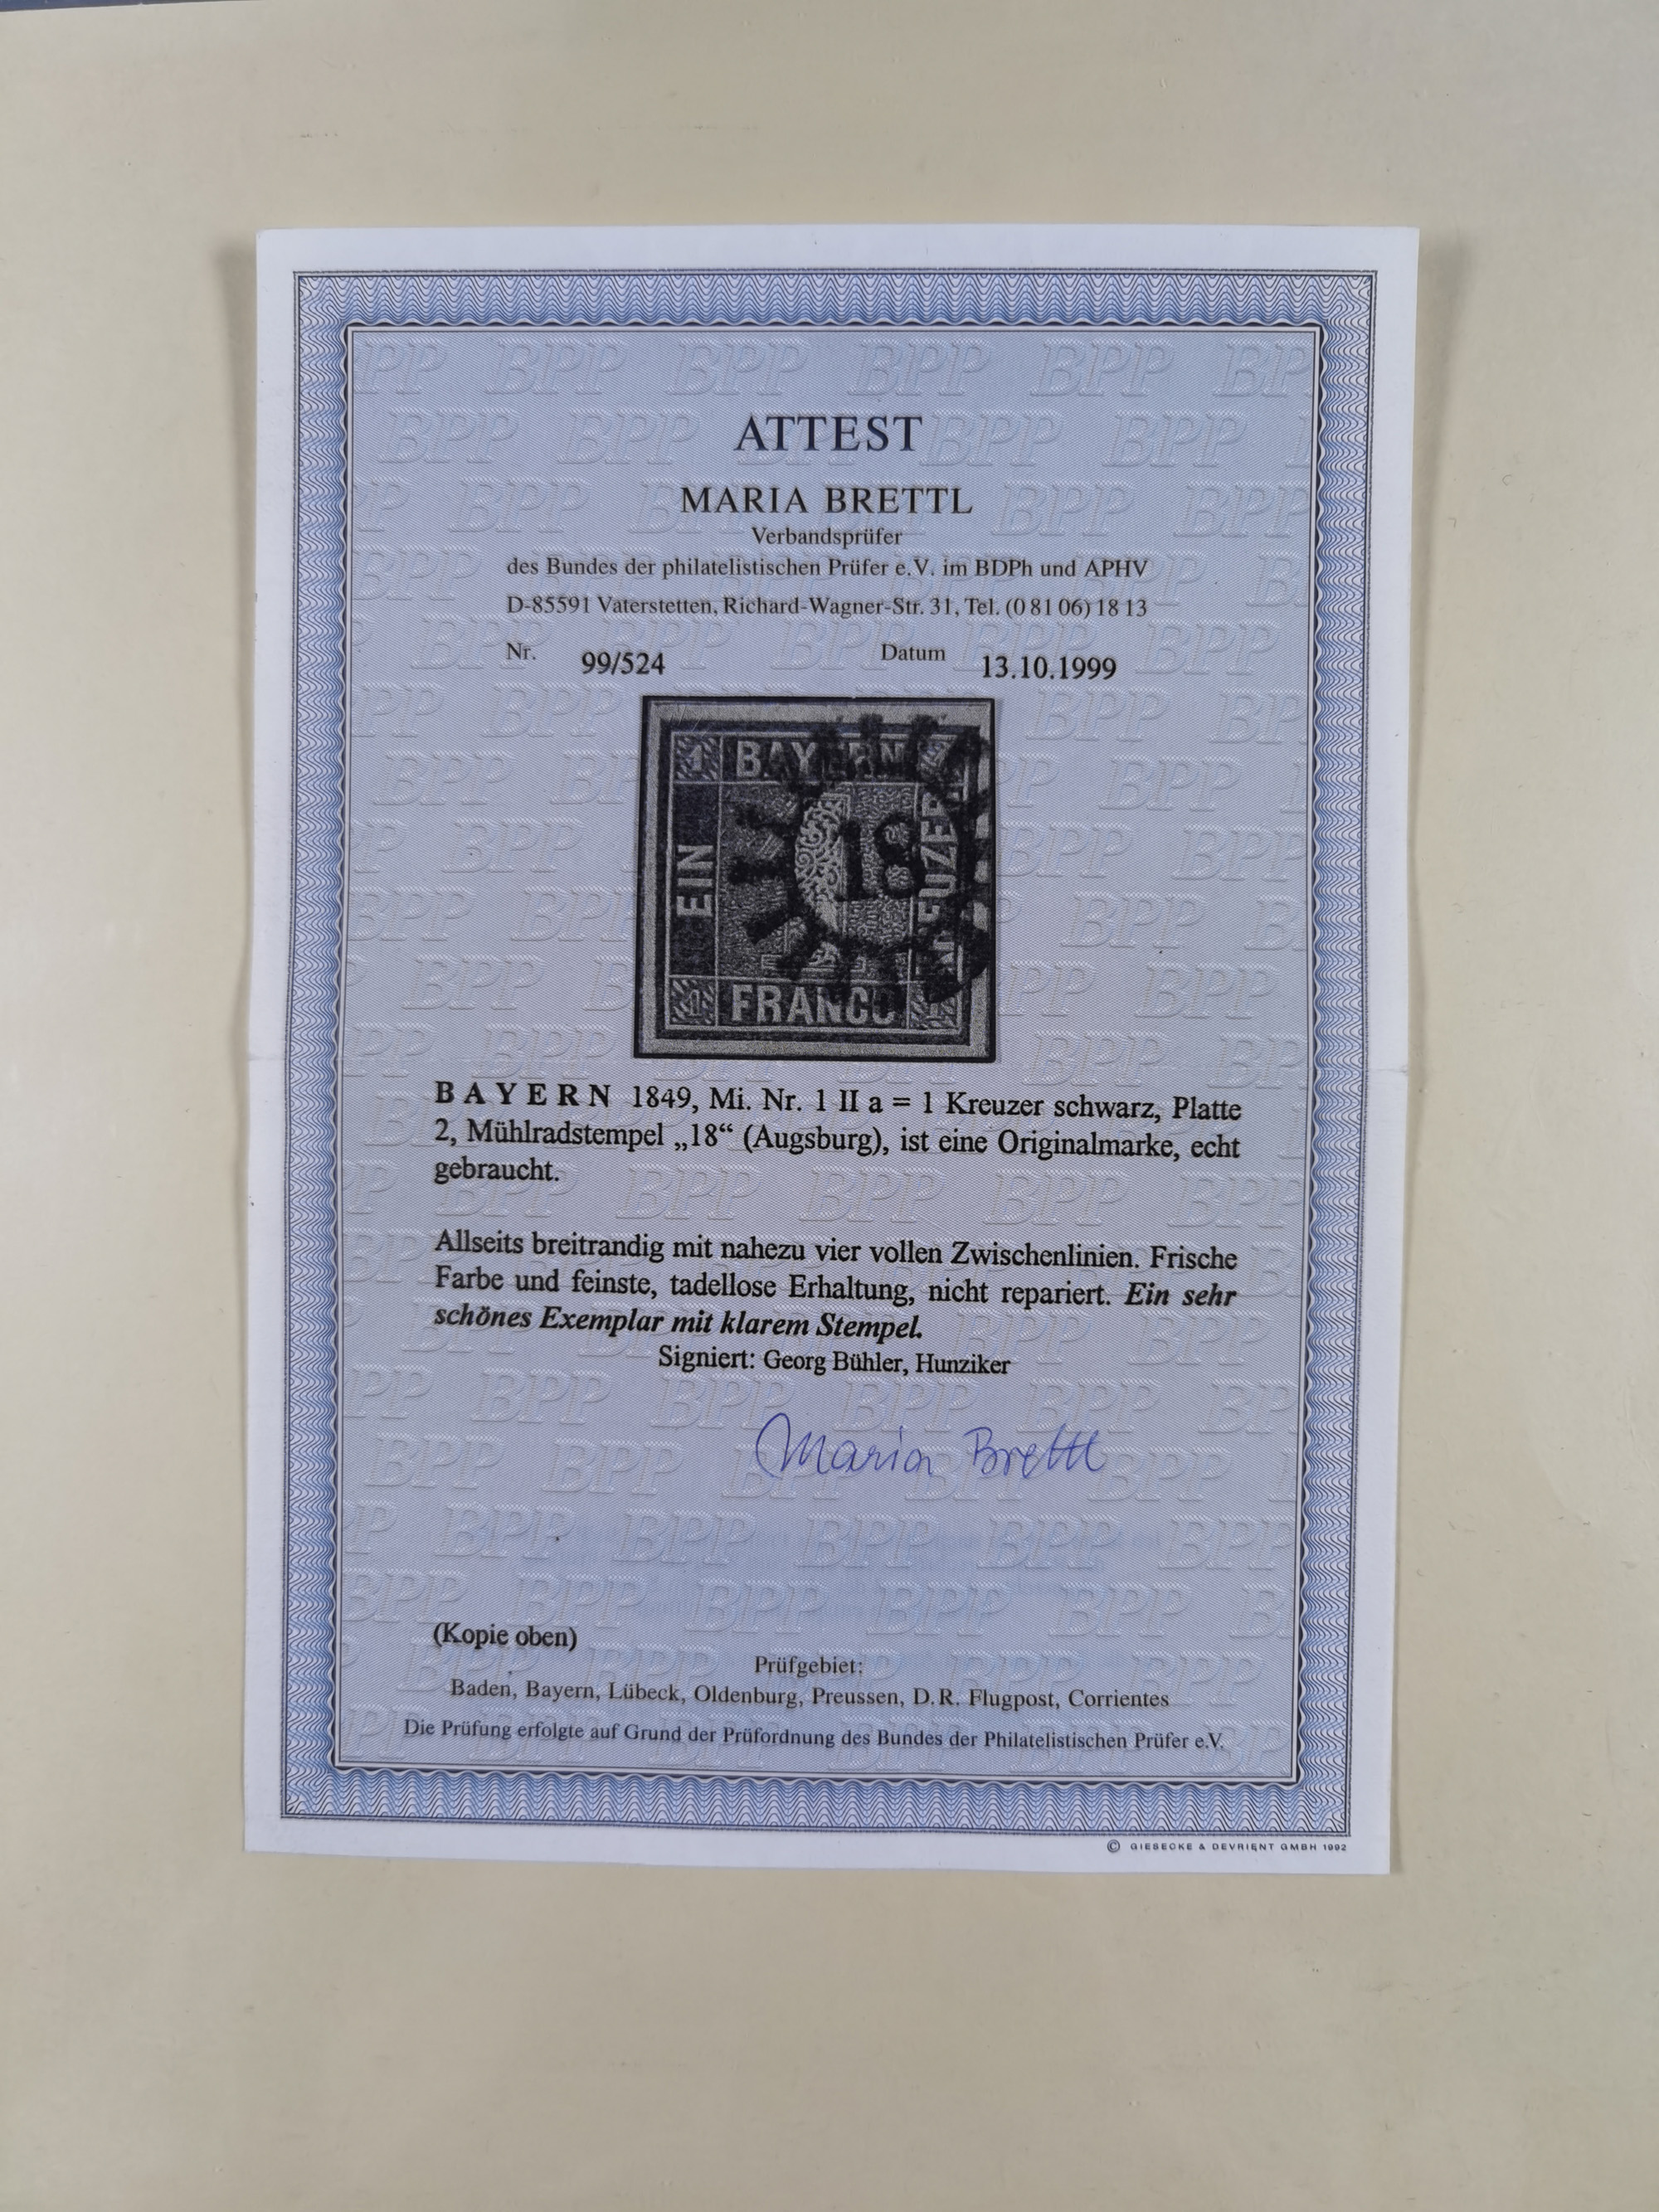 ATTEST
MARIA BRETTL
Verbandsprüfer
des Bundes der philatelistischen Prüfer e.V. im BDPh und APHV
D-85591 Vaterstetten, Richard-Wagner-Str. 31, Tel. (0 81 06) 18 13
Nr. 99/524 Datum 13.10.1999
1 BAYERN
EIN 18 KREUZER
1 FRANCO 1
BAYERN 1849, Mi. Nr. 1 II a = 1 Kreuzer schwarz, Platte
2, Mühlradstempel „18“ (Augsburg), ist eine Originalmarke, echt
gebraucht.
Allseits breitrandig mit nahezu vier vollen Zwischenlinien. Frische
Farbe und feinste, tadellose Erhaltung, nicht repariert. Ein sehr
schönes Exemplar mit klarem Stempel.
Signiert: Georg Bühler, Hunziker
Maria Brettl
(Kopie oben)
Prüfgebiet:
Baden, Bayern, Lübeck, Oldenburg, Preussen, D.R. Flugpost, Corrientes
Die Prüfung erfolgte auf Grund der Prüfordnung des Bundes der Philatelistischen Prüfer e.V.
© GIESECKE & DEVRIENT GMBH 1992